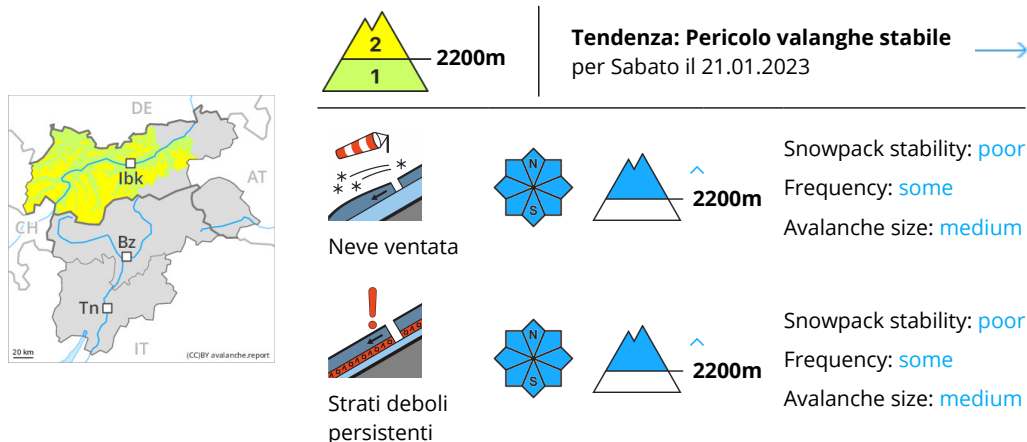 DE
AT
CH
IT
Ibk
Bz
Tn
20 km
(CC)BY avalanche.report
2
1
2200m
Tendenza: Pericolo valanghe stabile
per Sabato il 21.01.2023
Neve ventata
N
S
2200m
Snowpack stability: poor
Frequency: some
Avalanche size: medium
Strati deboli
persistenti
N
S
2200m
Snowpack stability: poor
Frequency: some
Avalanche size: medium